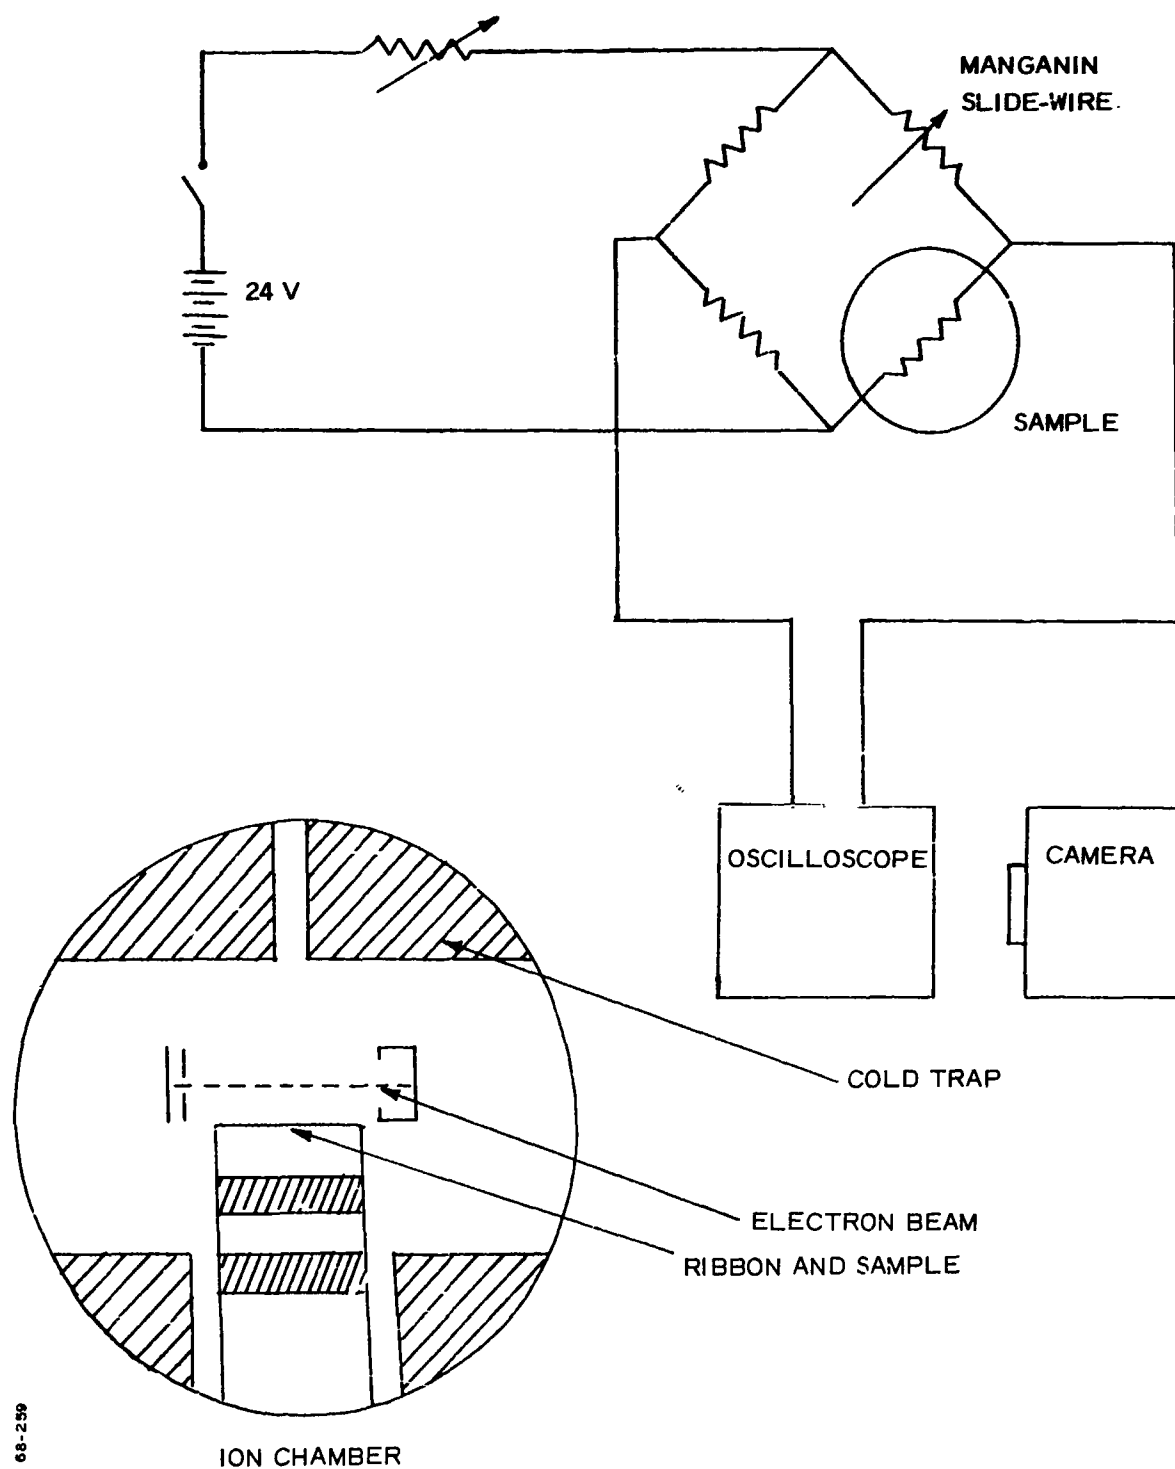 MANGANIN
SLIDE-WIRE.
24 V
SAMPLE
OSCILLOSCOPE
CAMERA
COLD TRAP
ELECTRON BEAM
RIBBON AND SAMPLE
ION CHAMBER
68-259